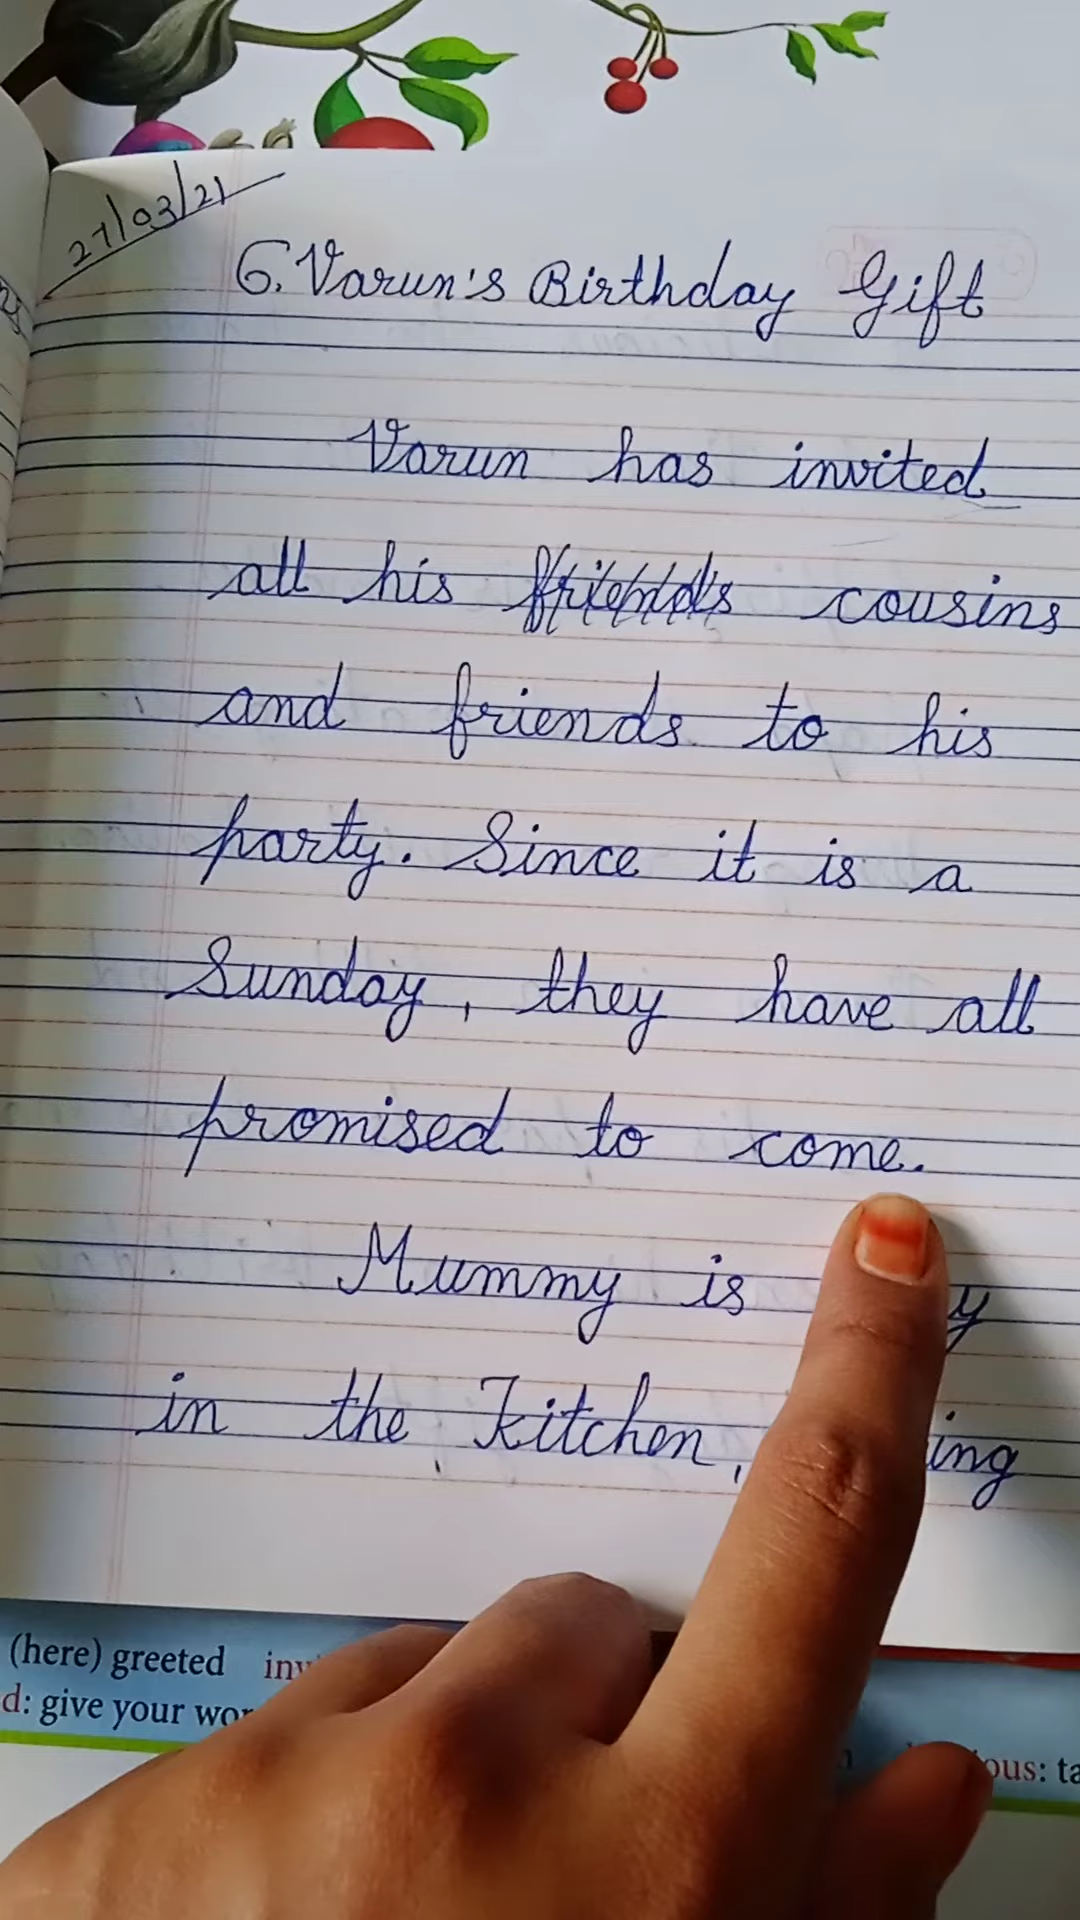 27/03/21
6. Varun's Birthday Gift
Varun has invited
all his friends cousins
and friends to his
party. Since it is a
Sunday, they have all
promised to come.
Mummy is
in the Kitchen,
(here) greeted
d: give your